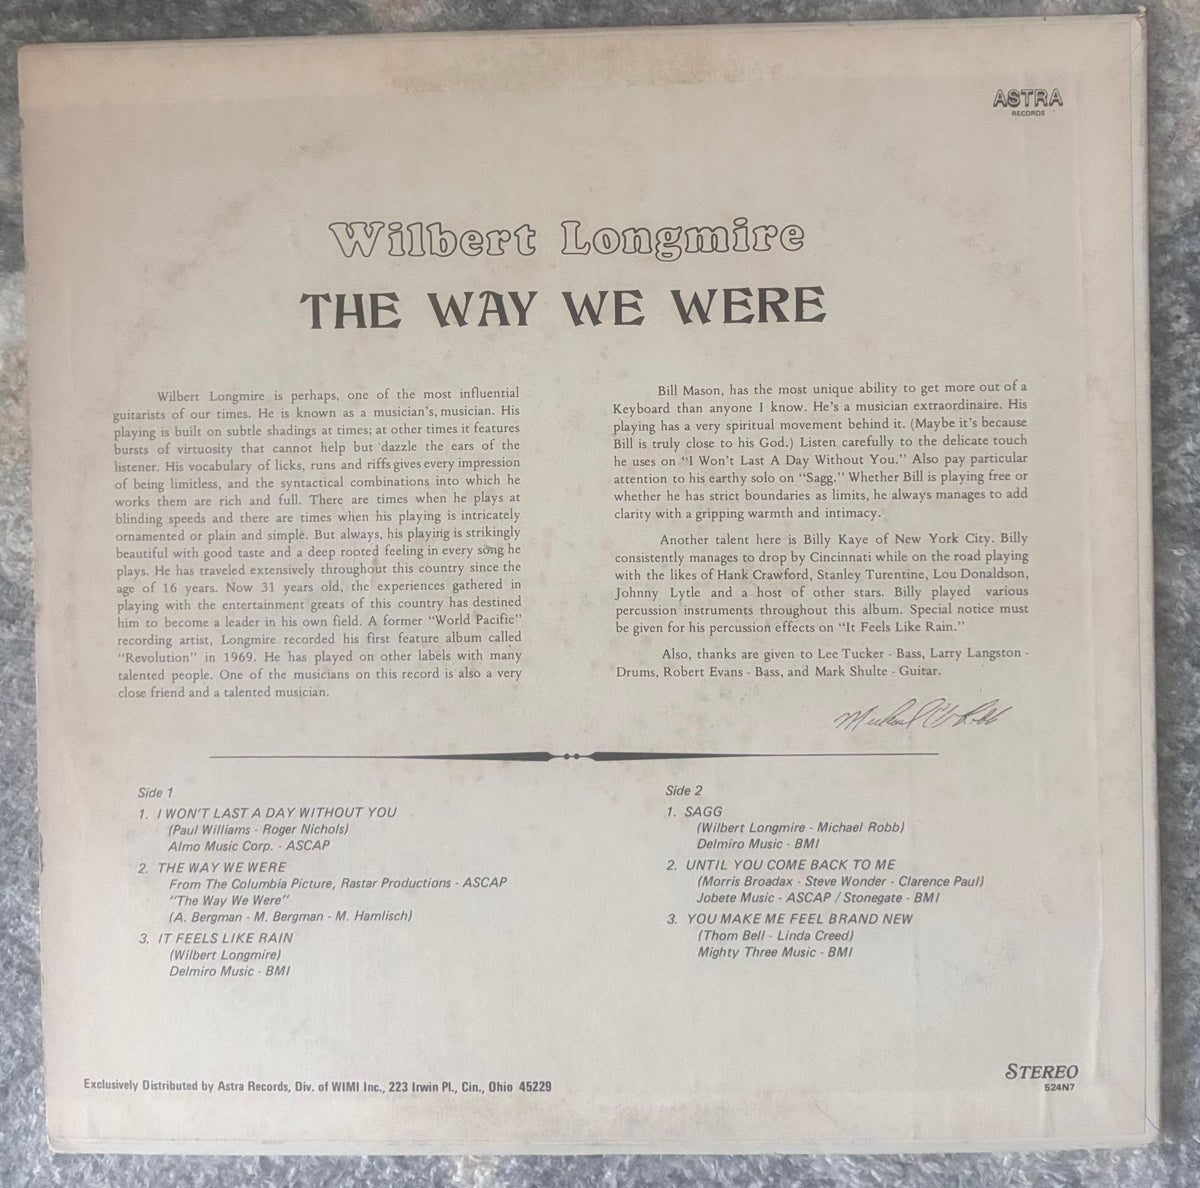 ASTRA
RECORDS
Wilbert Longmire
THE WAY WE WERE
Wilbert Longmire is perhaps, one of the most influential
guitarists of our times. He is known as a musician's, musician. His
playing is built on subtle shadings at times; at other times it features
bursts of virtuosity that cannot help but dazzle the ears of the
listener. His vocabulary of licks, runs and riffs gives every impression
of being limitless, and the syntactical combinations into which he
works them are rich and full. There are times when he plays at
blinding speeds and there are times when his playing is intricately
ornamented or plain and simple. But always, his playing is strikingly
beautiful with good taste and a deep rooted feeling in every song he
plays. He has traveled extensively throughout this country since the
age of 16 years. Now 31 years old, the experiences gathered in
playing with the entertainment greats of this country has destined
him to become a leader in his own field. A former "World Pacific"
recording artist, Longmire recorded his first feature album called
"Revolution" in 1969. He has played on other labels with many
talented people. One of the musicians on this record is also a very
close friend and a talented musician.
Bill Mason, has the most unique ability to get more out of a
Keyboard than anyone I know. He's a musician extraordinaire. His
playing has a very spiritual movement behind it. (Maybe it's because
Bill is truly close to his God.) Listen carefully to the delicate touch
he uses on "I Won't Last A Day Without You." Also pay particular
attention to his earthy solo on "Sagg." Whether Bill is playing free or
whether he has strict boundaries as limits, he always manages to add
clarity with a gripping warmth and intimacy.
Another talent here is Billy Kaye of New York City. Billy
consistently manages to drop by Cincinnati while on the road playing
with the likes of Hank Crawford, Stanley Turentine, Lou Donaldson,
Johnny Lytle and a host of other stars. Billy played various
percussion instruments throughout this album. Special notice must
be given for his percussion effects on "It Feels Like Rain."
Also, thanks are given to Lee Tucker - Bass, Larry Langston -
Drums, Robert Evans - Bass, and Mark Shulte - Guitar.
Side 1
1. I WON'T LAST A DAY WITHOUT YOU
(Paul Williams - Roger Nichols)
Almo Music Corp. - ASCAP
2. THE WAY WE WERE
From The Columbia Picture, Rastar Productions - ASCAP
"The Way We Were"
(A. Bergman - M. Bergman - M. Hamlisch)
3. IT FEELS LIKE RAIN
(Wilbert Longmire)
Delmiro Music - BMI
Side 2
1. SAGG
(Wilbert Longmire - Michael Robb)
Delmiro Music - BMI
2. UNTIL YOU COME BACK TO ME
(Morris Broadax - Steve Wonder - Clarence Paul)
Jobete Music - ASCAP / Stonegate - BMI
3. YOU MAKE ME FEEL BRAND NEW
(Thom Bell - Linda Creed)
Mighty Three Music - BMI
Exclusively Distributed by Astra Records, Div. of WIMI Inc., 223 Irwin Pl., Cin., Ohio 45229
STEREO
524N7